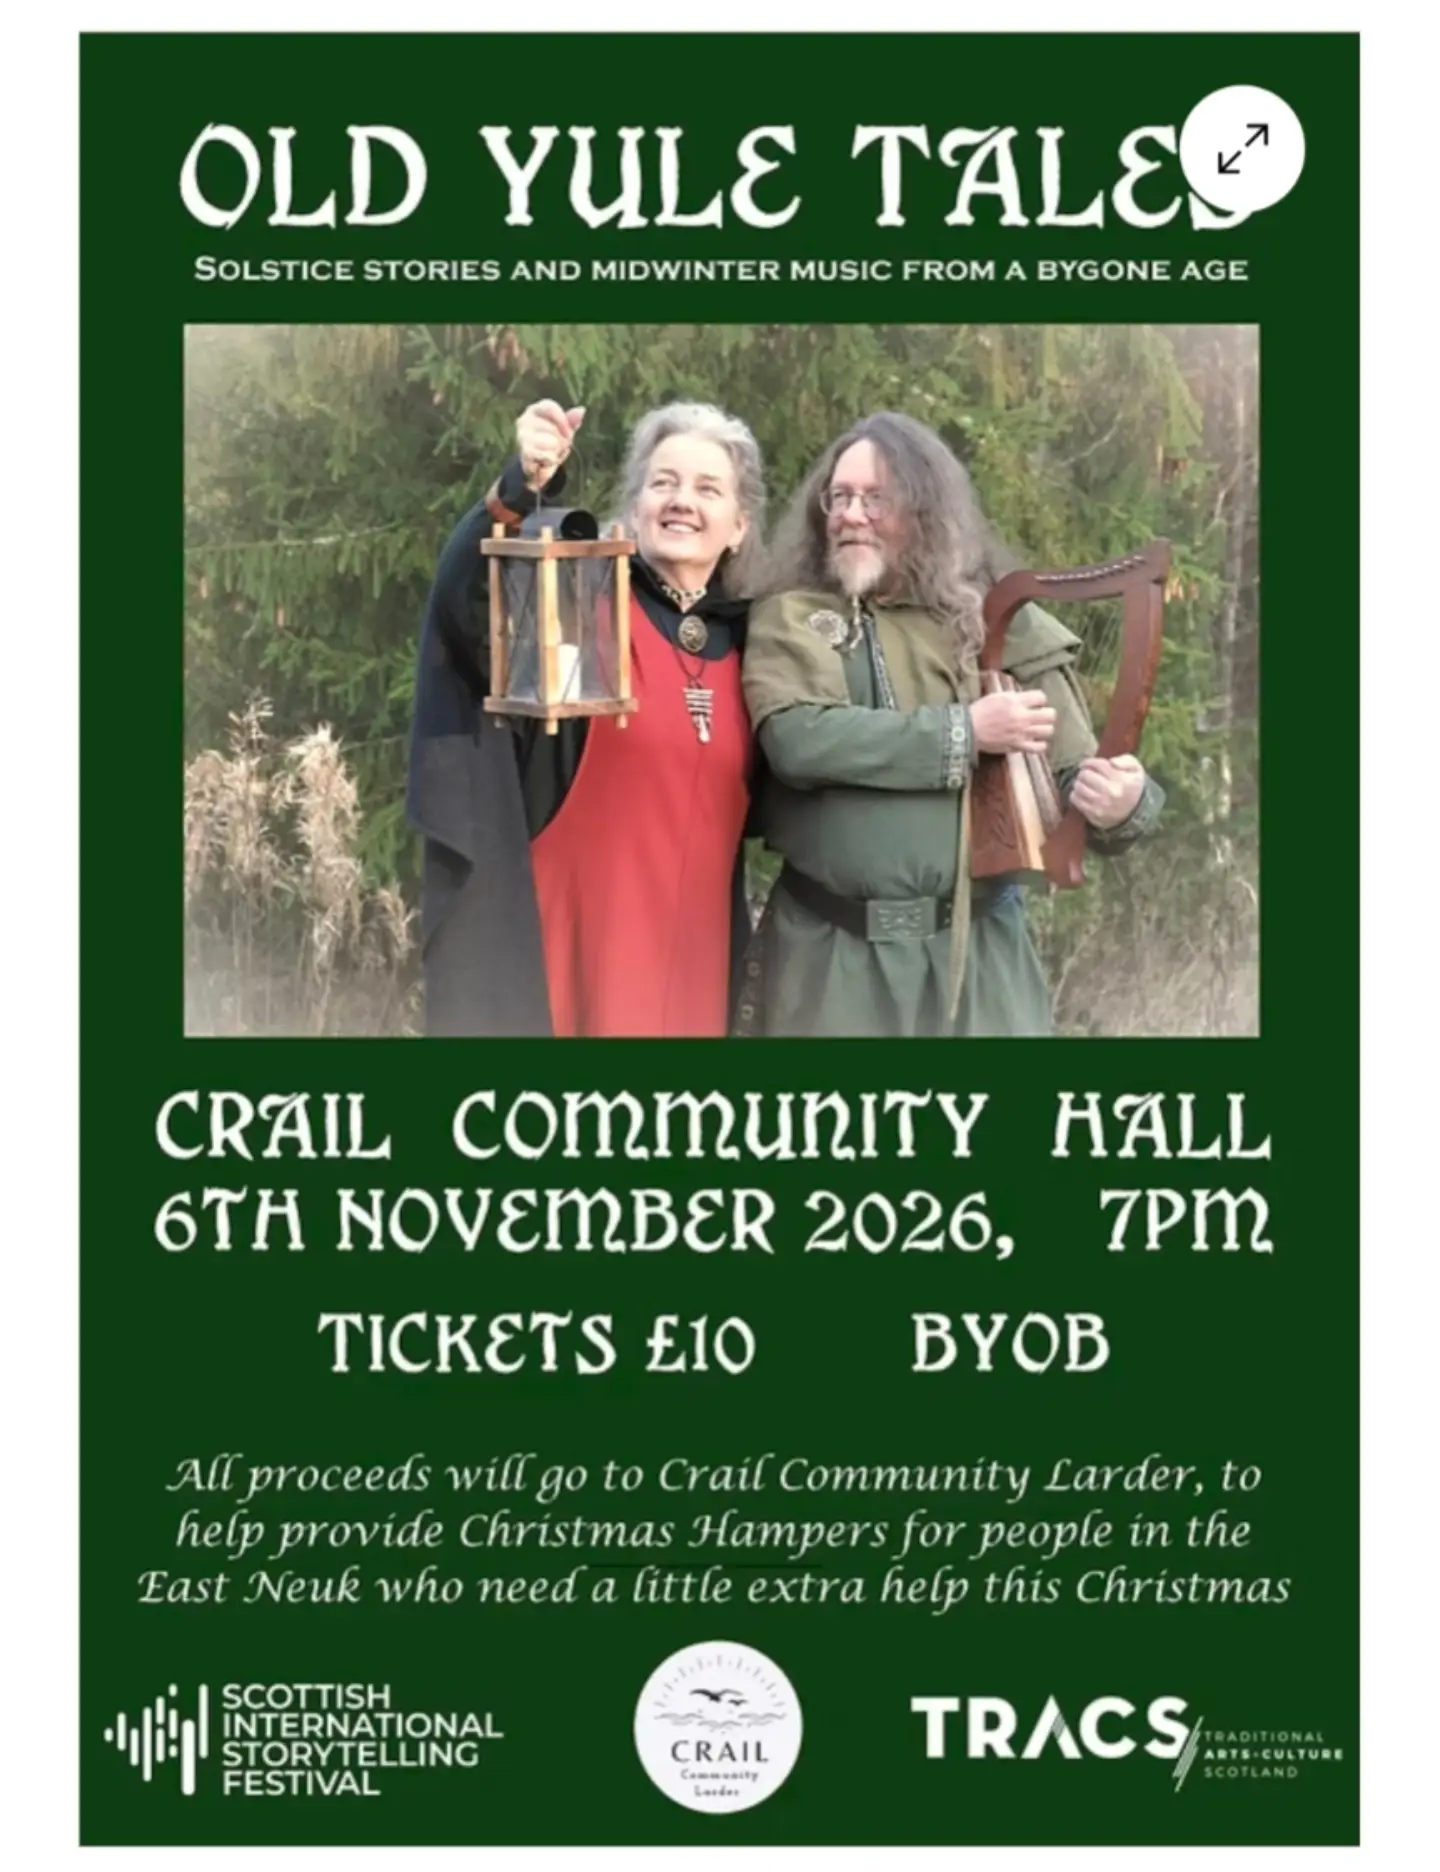 OLD YULE TALES
SOLSTICE STORIES AND MIDWINTER MUSIC FROM A BYGONE AGE
CRAIL COMMUNITY HALL
6TH NOVEMBER 2026, 7PM
TICKETS £10 BYOB
All proceeds will go to Crail Community Larder, to
help provide Christmas Hampers for people in the
East Neuk who need a little extra help this Christmas
SCOTTISH
INTERNATIONAL
STORYTELLING
FESTIVAL
CRAIL
Community
Larder
TRACS
TRADITIONAL
ARTS+CULTURE
SCOTLAND